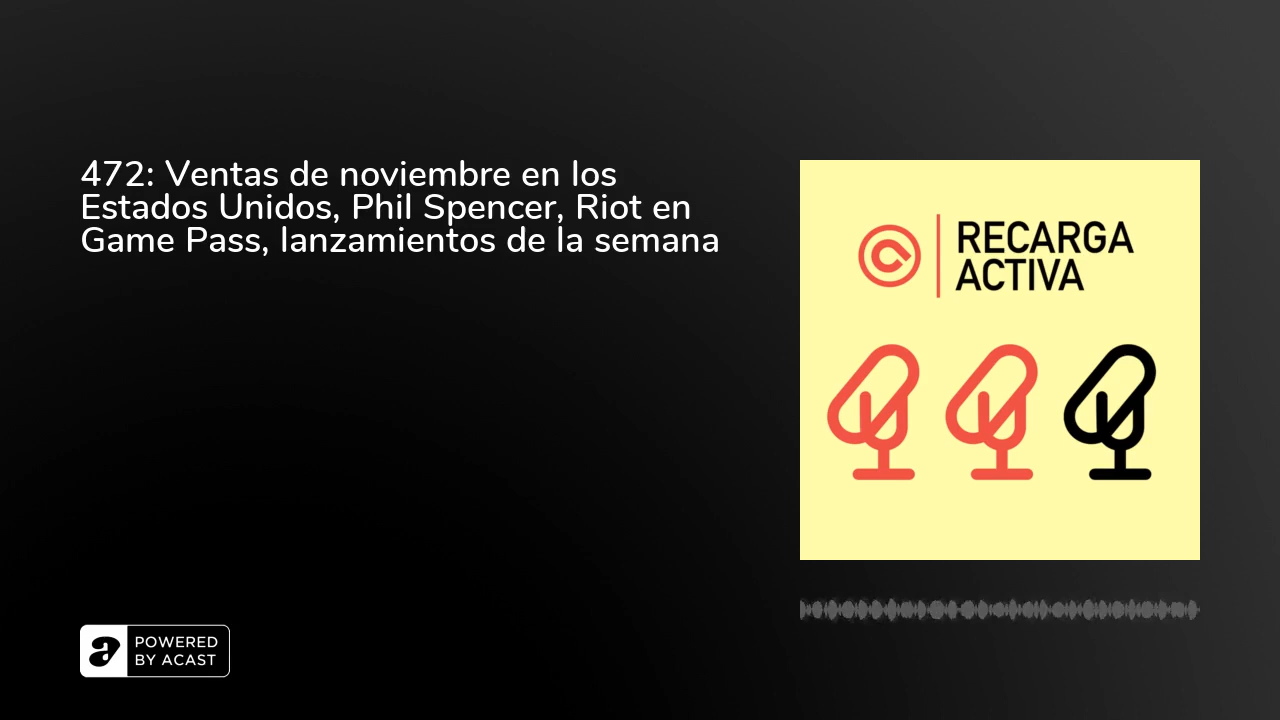 472: Ventas de noviembre en los
Estados Unidos, Phil Spencer, Riot en
Game Pass, lanzamientos de la semana
RECARGA
ACTIVA
POWERED
BY ACAST